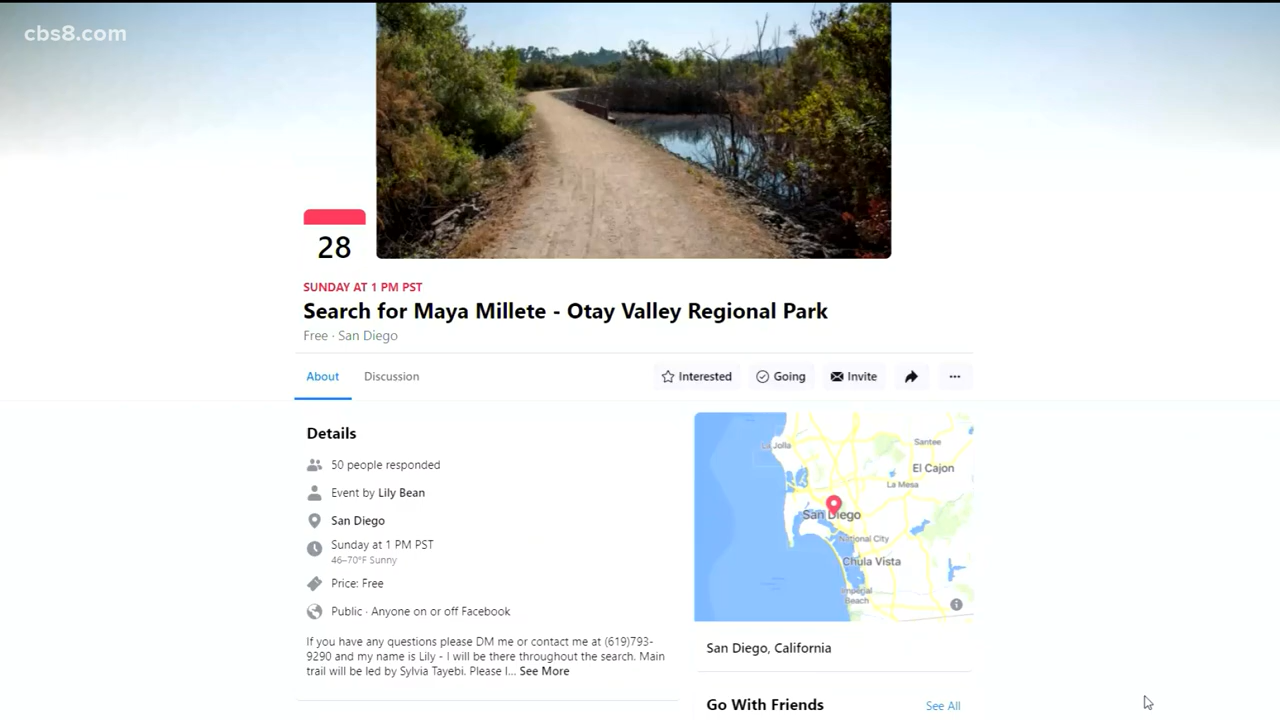 cbs8.com
28
SUNDAY AT 1 PM PST
Search for Maya Millete - Otay Valley Regional Park
Free · San Diego
About
Discussion
Interested
Going
Invite
Details
50 people responded
Event by Lily Bean
San Diego
Sunday at 1 PM PST
46–70°F Sunny
Price: Free
Public · Anyone on or off Facebook
If you have any questions please DM me or contact me at (619)793-
9290 and my name is Lily - I will be there throughout the search. Main
trail will be led by Sylvia Tayebi. Please I... See More
La Jolla
Santee
El Cajon
La Mesa
San Diego
National City
Chula Vista
Imperial
Beach
San Diego, California
Go With Friends
See All